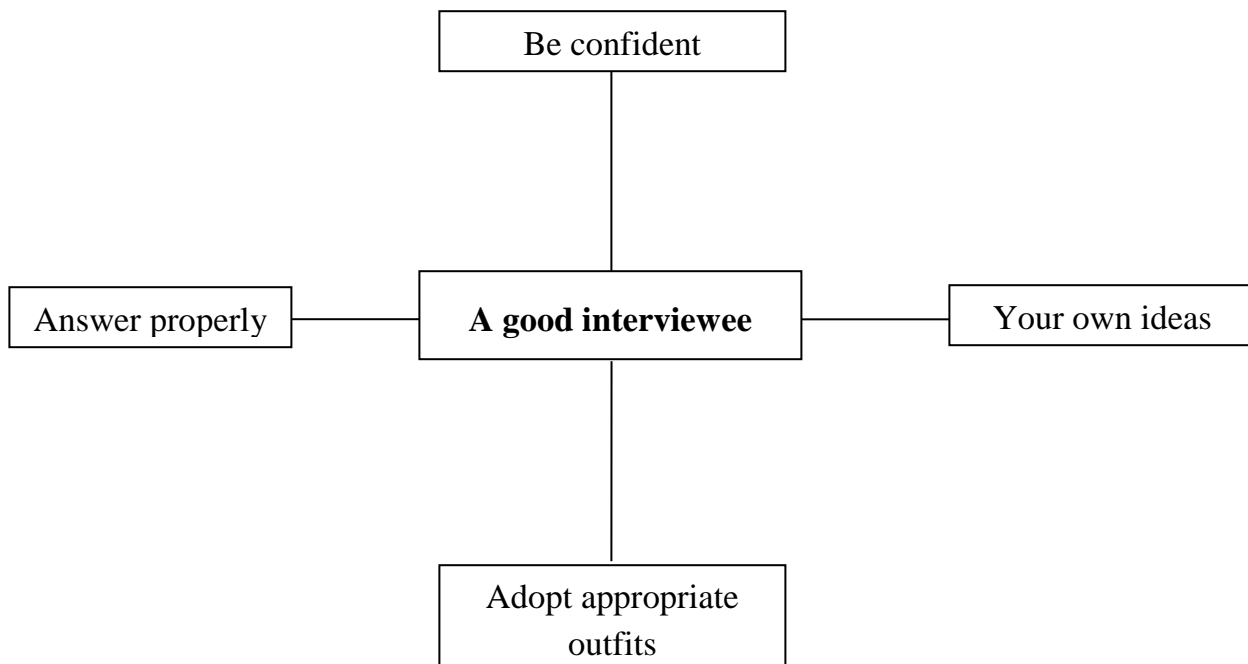 Be confident
Answer properly
A good interviewee
Your own ideas
Adopt appropriate
outfits